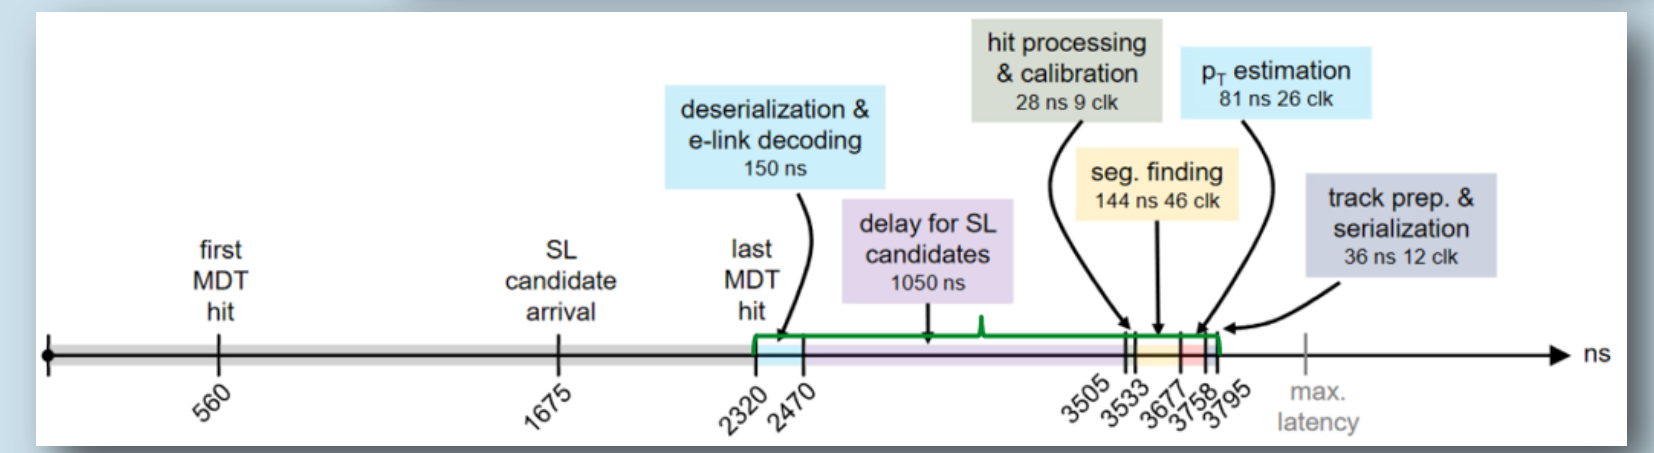 hit processing
& calibration
28 ns 9 clk
pT estimation
81 ns 26 clk
deserialization &
e-link decoding
150 ns
seg. finding
144 ns 46 clk
track prep. &
serialization
36 ns 12 clk
delay for SL
candidates
1050 ns
first
MDT
hit
SL
candidate
arrival
last
MDT
hit
ns
560
1675
2320
2470
3505
3533
3677
3758
3795
max.
latency